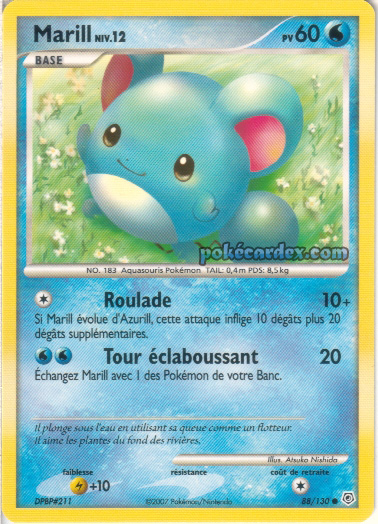 Marill NIV.12 PV 60
BASE
pokécardex.com
NO. 183 Aquasouris Pokémon TAIL: 0,4m PDS: 8,5kg
Roulade 10+
Si Marill évolue d'Azurill, cette attaque inflige 10 dégâts plus 20
dégâts supplémentaires.
Tour éclaboussant 20
Échangez Marill avec 1 des Pokémon de votre Banc.
Il plonge sous l'eau en utilisant sa queue comme un flotteur.
Il aime les plantes du fond des rivières.
Illus. Atsuko Nishida
faiblesse résistance coût de retraite
+10
DPBP#211 ©2007 Pokémon/Nintendo 88/130